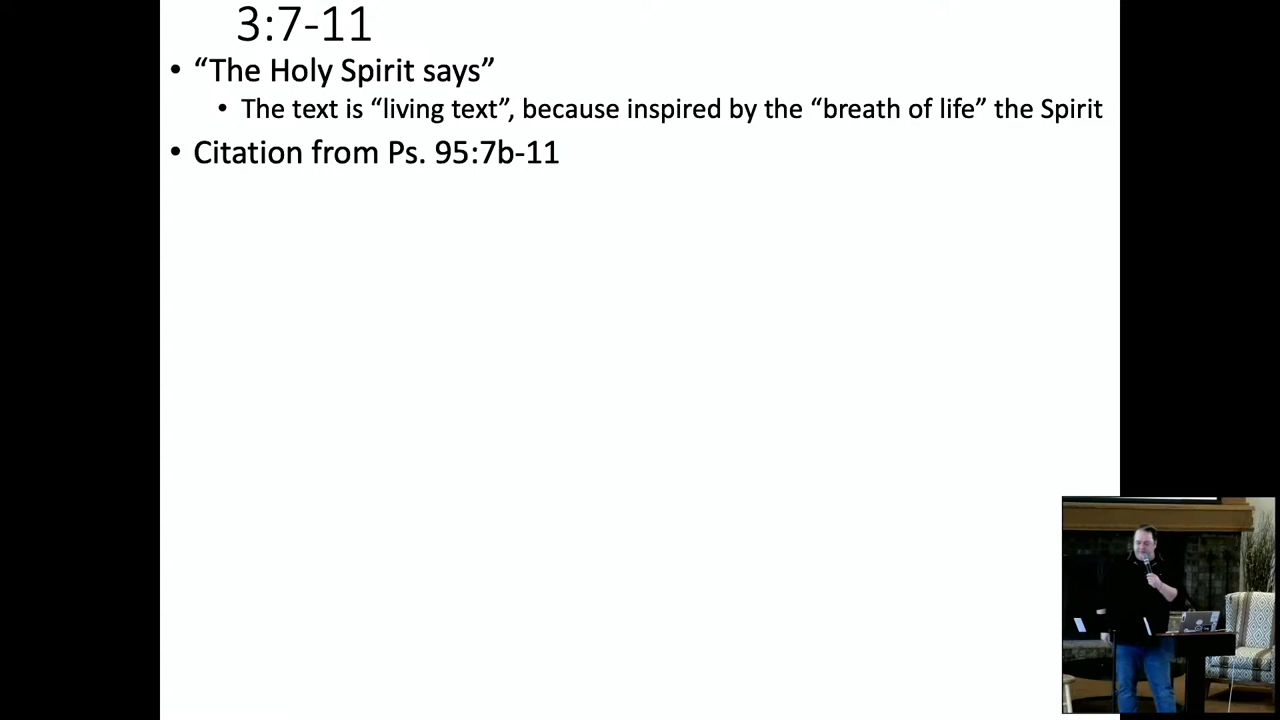 3:7-11
• “The Holy Spirit says”
• The text is “living text”, because inspired by the “breath of life” the Spirit
• Citation from Ps. 95:7b-11